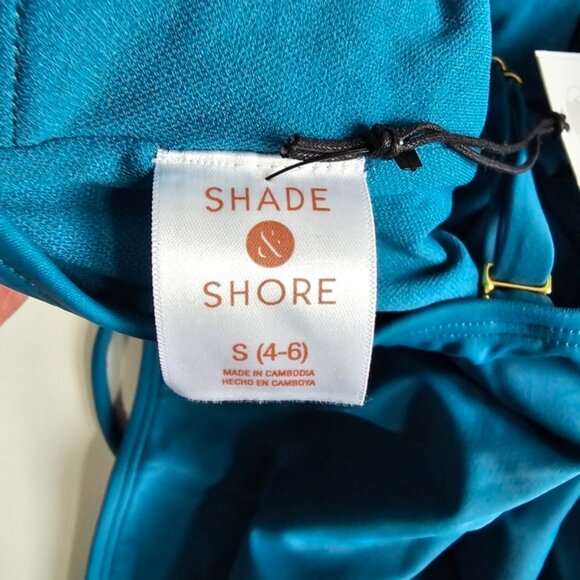 SHADE
&
SHORE
S (4-6)
MADE IN CAMBODIA
HECHO EN CAMBOYA